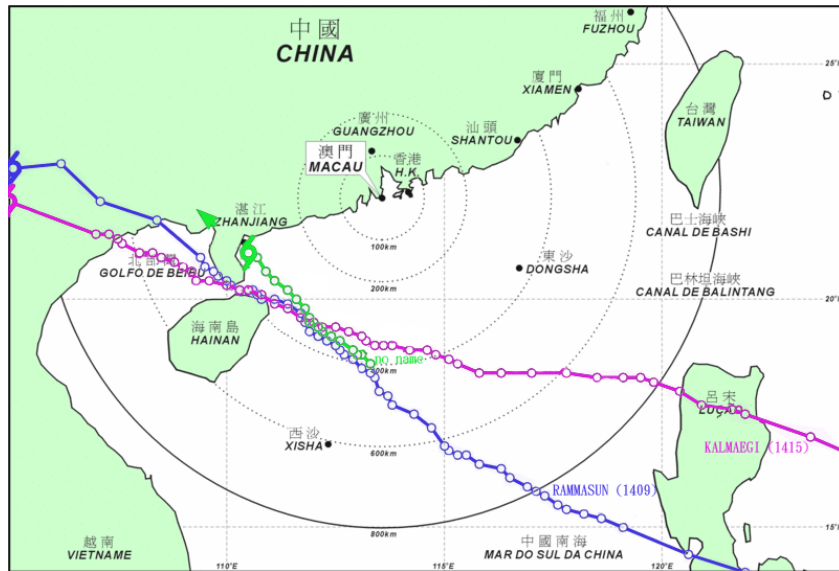 中國
CHINA
福州
FUZHOU
25°
廈門
XIAMEN
台灣
TAIWAN
廣州
GUANGZHOU
汕頭
SHANTOU
澳門
MACAU
香港
H.K.
湛江
ZHANJIANG
巴士海峽
CANAL DE BASHI
100km
北部
GOLFO DE BEIBU
東沙
DONGSHA
巴林坦海峽
CANAL DE BALINTANG
200km
20°
海南島
HAINAN
no name
呂宋
西沙
XISHA
KALMAEGI (1415)
600km
RAMMASUN (1409)
15°
800km
越南
VIETNAME
中國南海
MAR DO SUL DA CHINA
110°E
115°E
120°E